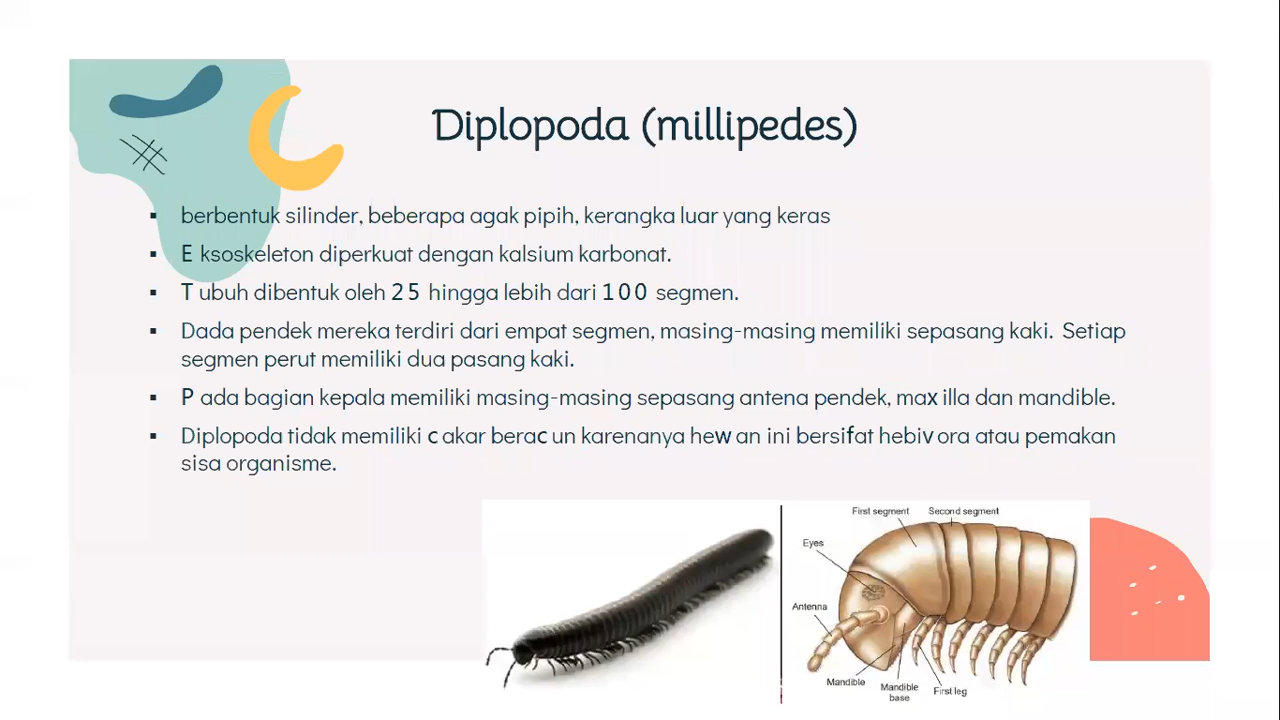 Diplopoda (millipedes)
▪ berbentuk silinder, beberapa agak pipih, kerangka luar yang keras
▪ E ksoskeleton diperkuat dengan kalsium karbonat.
▪ T ubuh dibentuk oleh 25 hingga lebih dari 100 segmen.
▪ Dada pendek mereka terdiri dari empat segmen, masing-masing memiliki sepasang kaki. Setiap
segmen perut memiliki dua pasang kaki.
▪ P ada bagian kepala memiliki masing-masing sepasang antena pendek, max illa dan mandible.
▪ Diplopoda tidak memiliki c akar berac un karenanya hew an ini bersifat hebiv ora atau pemakan
sisa organisme.
First segment
Second segment
Eyes
Antenna
Mandible
Mandible
base
First leg